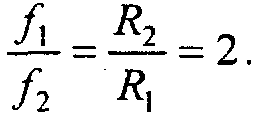 f₁/f₂ = R₂/R₁ = 2.